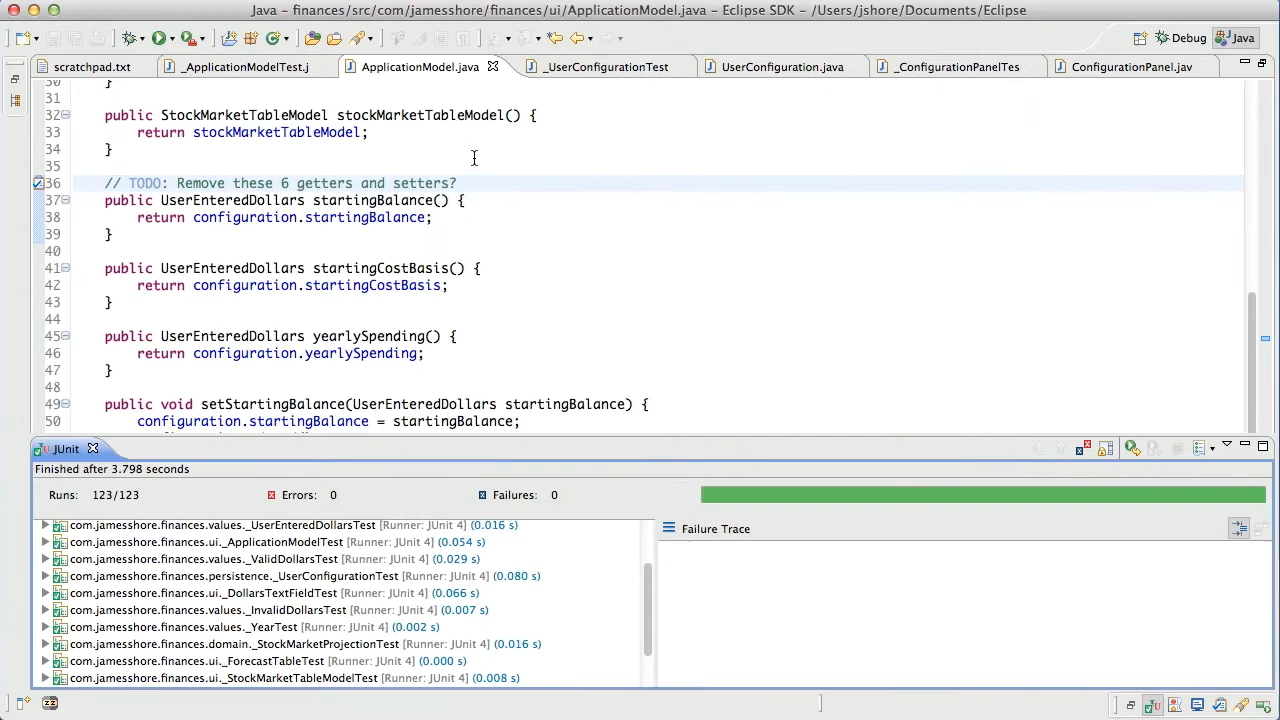 Java – finances/src/com/jamesshore/finances/ui/ApplicationModel.java – Eclipse SDK – /Users/jshore/Documents/Eclipse
Debug Java
scratchpad.txt _ApplicationModelTest.j ApplicationModel.java _UserConfigurationTest UserConfiguration.java _ConfigurationPanelTes ConfigurationPanel.jav
30 }
31
32 public StockMarketTableModel stockMarketTableModel() {
33 return stockMarketTableModel;
34 }
35
36 // TODO: Remove these 6 getters and setters?
37 public UserEnteredDollars startingBalance() {
38 return configuration.startingBalance;
39 }
40
41 public UserEnteredDollars startingCostBasis() {
42 return configuration.startingCostBasis;
43 }
44
45 public UserEnteredDollars yearlySpending() {
46 return configuration.yearlySpending;
47 }
48
49 public void setStartingBalance(UserEnteredDollars startingBalance) {
50 configuration.startingBalance = startingBalance;
JUnit
Finished after 3.798 seconds
Runs: 123/123 Errors: 0 Failures: 0
com.jamesshore.finances.values._UserEnteredDollarsTest [Runner: JUnit 4] (0.016 s)
Failure Trace
com.jamesshore.finances.ui._ApplicationModelTest [Runner: JUnit 4] (0.054 s)
com.jamesshore.finances.values._ValidDollarsTest [Runner: JUnit 4] (0.029 s)
com.jamesshore.finances.persistence._UserConfigurationTest [Runner: JUnit 4] (0.080 s)
com.jamesshore.finances.ui._DollarsTextFieldTest [Runner: JUnit 4] (0.066 s)
com.jamesshore.finances.values._InvalidDollarsTest [Runner: JUnit 4] (0.007 s)
com.jamesshore.finances.values._YearTest [Runner: JUnit 4] (0.002 s)
com.jamesshore.finances.domain._StockMarketProjectionTest [Runner: JUnit 4] (0.016 s)
com.jamesshore.finances.ui._ForecastTableTest [Runner: JUnit 4] (0.000 s)
com.jamesshore.finances.ui._StockMarketTableModelTest [Runner: JUnit 4] (0.008 s)